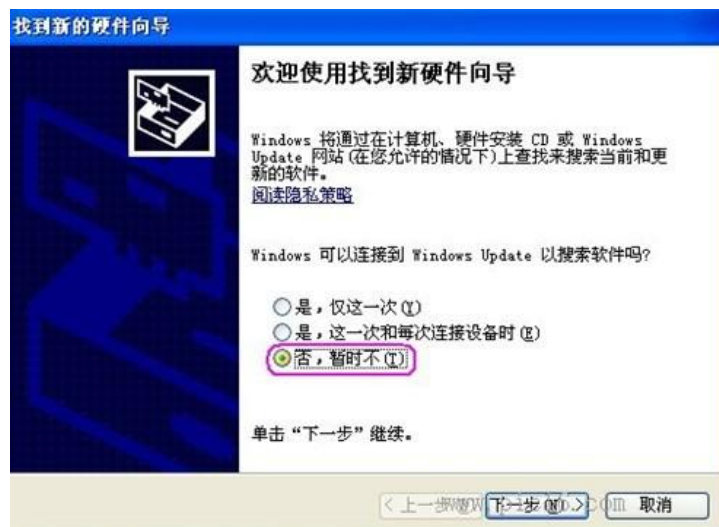 找到新的硬件向导
欢迎使用找到新硬件向导
Windows 将通过在计算机、硬件安装 CD 或 Windows
Update 网站(在您允许的情况下)上查找来搜索当前和更
新的软件。
阅读隐私策略
Windows 可以连接到 Windows Update 以搜索软件吗?
是，仅这一次(Y)
是，这一次和每次连接设备时(E)
否，暂时不(T)
单击“下一步”继续。
<上一步 下一步(N) > 取消